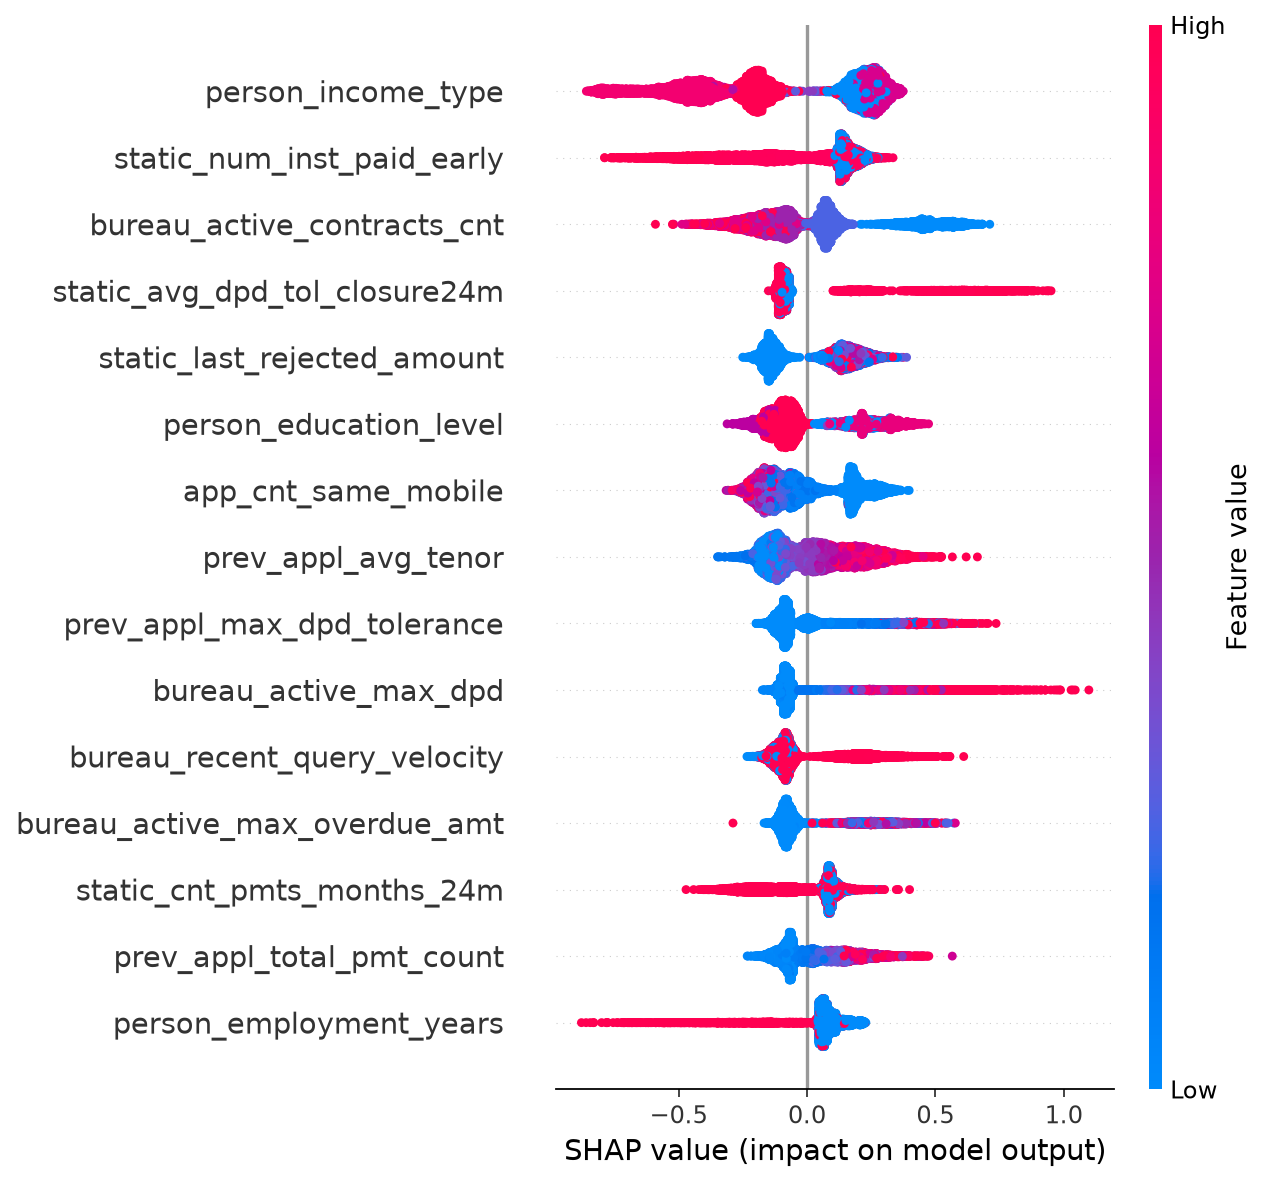 High
person_income_type
static_num_inst_paid_early
bureau_active_contracts_cnt
static_avg_dpd_tol_closure24m
static_last_rejected_amount
person_education_level
app_cnt_same_mobile
prev_appl_avg_tenor
prev_appl_max_dpd_tolerance
bureau_active_max_dpd
bureau_recent_query_velocity
bureau_active_max_overdue_amt
static_cnt_pmts_months_24m
prev_appl_total_pmt_count
person_employment_years
Feature value
Low
−0.5 0.0 0.5 1.0
SHAP value (impact on model output)